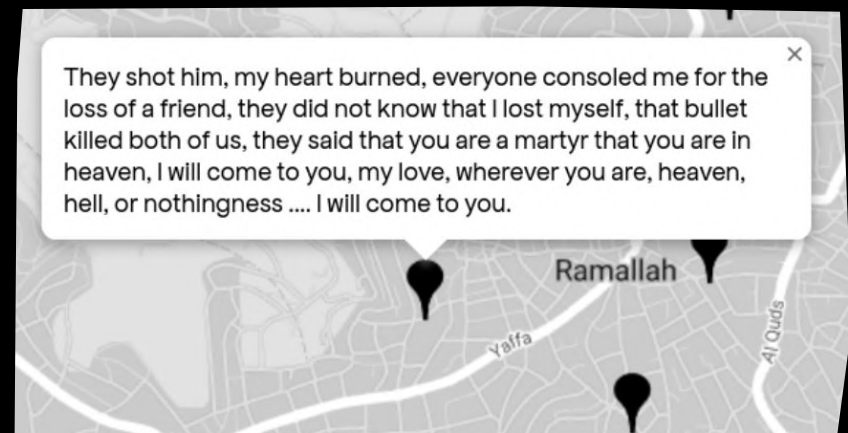 They shot him, my heart burned, everyone consoled me for the
loss of a friend, they did not know that I lost myself, that bullet
killed both of us, they said that you are a martyr that you are in
heaven, I will come to you, my love, wherever you are, heaven,
hell, or nothingness .... I will come to you.
Ramallah
Yaffa
Al Quds